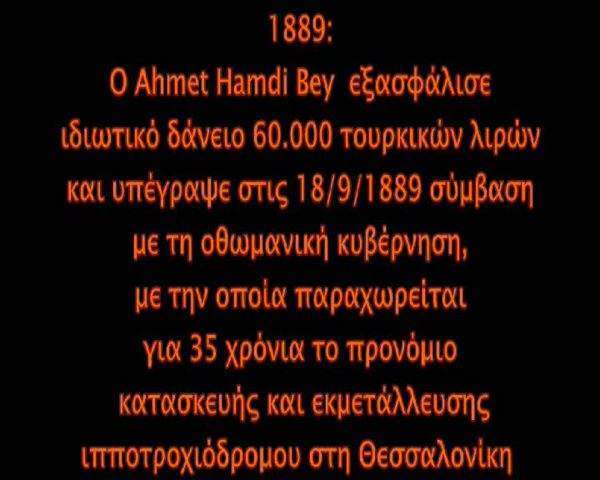 1889:
Ο Ahmet Hamdi Bey εξασφάλισε
ιδιωτικό δάνειο 60.000 τουρκικών λιρών
και υπέγραψε στις 18/9/1889 σύμβαση
με τη οθωμανική κυβέρνηση,
με την οποία παραχωρείται
για 35 χρόνια το προνόμιο
κατασκευής και εκμετάλλευσης
ιπποτροχιόδρομου στη Θεσσαλονίκη